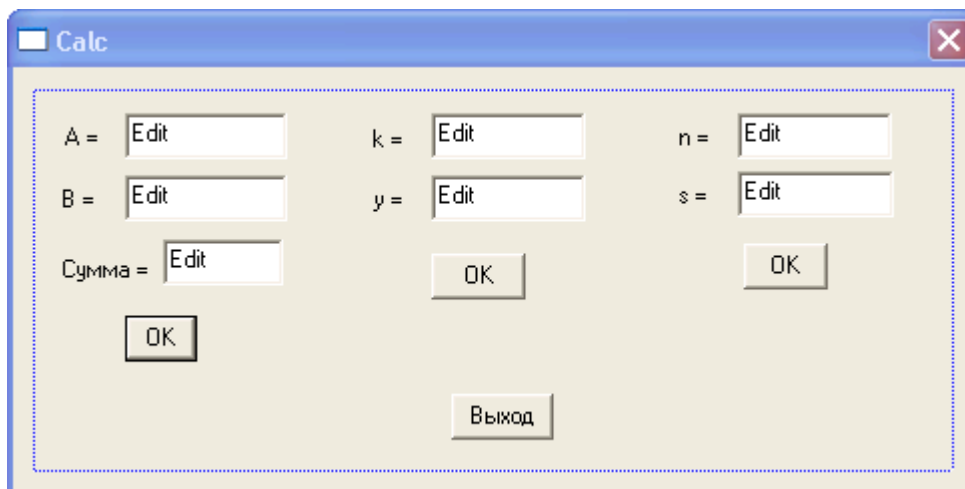 Calc
A = Edit k = Edit n = Edit
B = Edit y = Edit s = Edit
Сумма = Edit OK OK
OK
Выход